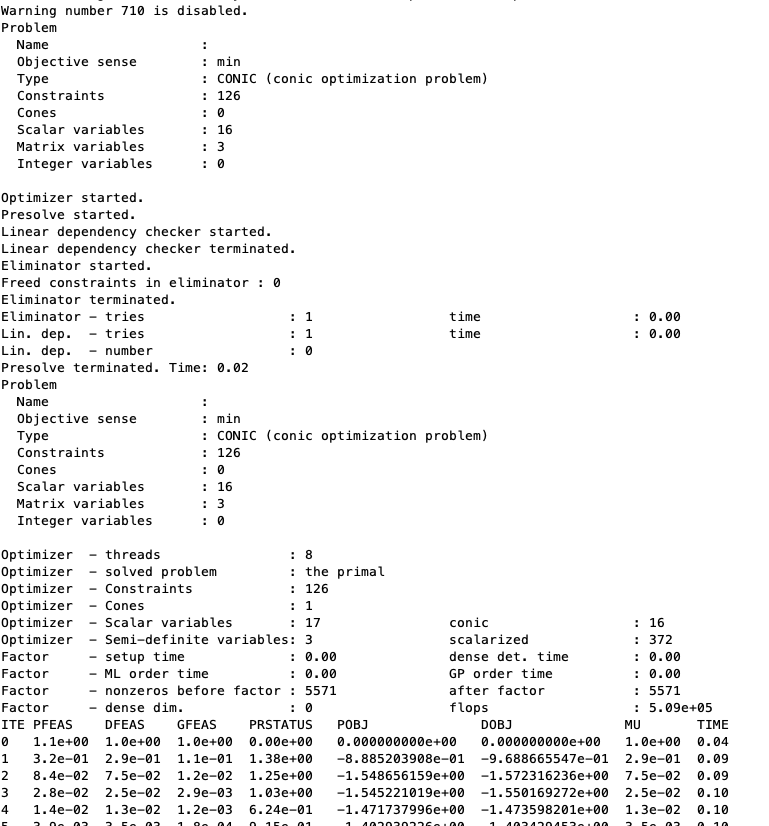 Warning number 710 is disabled.
Problem
  Name                   :
  Objective sense        : min
  Type                   : CONIC (conic optimization problem)
  Constraints            : 126
  Cones                  : 0
  Scalar variables       : 16
  Matrix variables       : 3
  Integer variables      : 0

Optimizer started.
Presolve started.
Linear dependency checker started.
Linear dependency checker terminated.
Eliminator started.
Freed constraints in eliminator : 0
Eliminator terminated.
Eliminator - tries                  : 1                 time                   : 0.00
Lin. dep.  - tries                  : 1                 time                   : 0.00
Lin. dep.  - number                 : 0
Presolve terminated. Time: 0.02
Problem
  Name                   :
  Objective sense        : min
  Type                   : CONIC (conic optimization problem)
  Constraints            : 126
  Cones                  : 0
  Scalar variables       : 16
  Matrix variables       : 3
  Integer variables      : 0

Optimizer  - threads                : 8
Optimizer  - solved problem         : the primal
Optimizer  - Constraints            : 126
Optimizer  - Cones                  : 1
Optimizer  - Scalar variables       : 17                conic                  : 16
Optimizer  - Semi-definite variables: 3                 scalarized             : 372
Factor     - setup time             : 0.00              dense det. time        : 0.00
Factor     - ML order time          : 0.00              GP order time          : 0.00
Factor     - nonzeros before factor : 5571              after factor           : 5571
Factor     - dense dim.             : 0                 flops                  : 5.09e+05
ITE PFEAS    DFEAS    GFEAS    PRSTATUS   POBJ              DOBJ              MU       TIME
0   1.1e+00  1.0e+00  1.0e+00  0.00e+00   0.000000000e+00   0.000000000e+00   1.0e+00  0.04
1   3.2e-01  2.9e-01  1.1e-01  1.38e+00   -8.885203908e-01  -9.688665547e-01  2.9e-01  0.09
2   8.4e-02  7.5e-02  1.2e-02  1.25e+00   -1.548656159e+00  -1.572316236e+00  7.5e-02  0.09
3   2.8e-02  2.5e-02  2.9e-03  1.03e+00   -1.545221019e+00  -1.550169272e+00  2.5e-02  0.10
4   1.4e-02  1.3e-02  1.2e-03  6.24e-01   -1.471737996e+00  -1.473598201e+00  1.3e-02  0.10